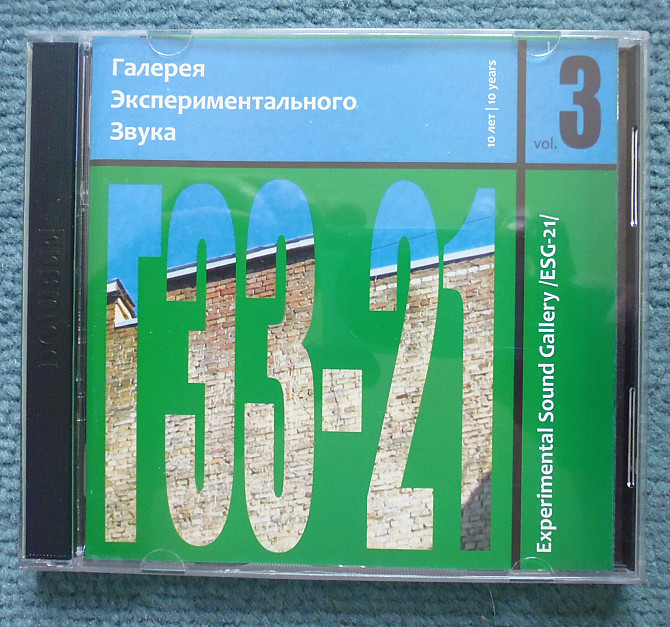 Галерея
Экспериментального
Звука
10 лет | 10 years
vol. 3
ГЭЗ-21
Experimental Sound Gallery /ESG-21/